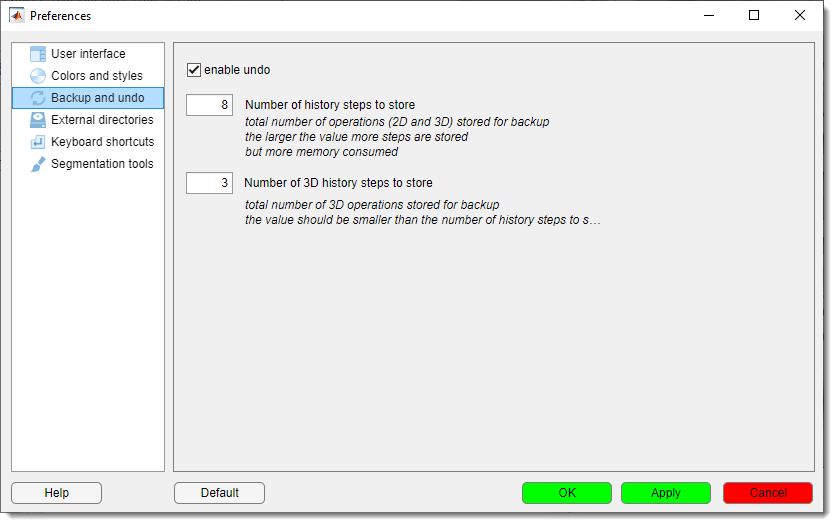 Preferences
User interface
Colors and styles
Backup and undo
External directories
Keyboard shortcuts
Segmentation tools
enable undo
8 Number of history steps to store
total number of operations (2D and 3D) stored for backup
the larger the value more steps are stored
but more memory consumed
3 Number of 3D history steps to store
total number of 3D operations stored for backup
the value should be smaller than the number of history steps to s...
Help Default OK Apply Cancel